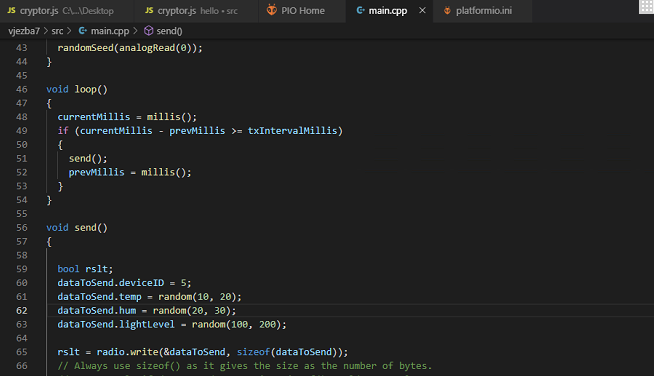 JS cryptor.js C:\...\Desktop JS cryptor.js hello • src PIO Home C++ main.cpp × platformio.ini
vjezba7 > src > C++ main.cpp > send()
43 randomSeed(analogRead(0));
44 }
45
46 void loop()
47 {
48 currentMillis = millis();
49 if (currentMillis - prevMillis >= txIntervalMillis)
50 {
51 send();
52 prevMillis = millis();
53 }
54 }
55
56 void send()
57 {
58
59 bool rslt;
60 dataToSend.deviceID = 5;
61 dataToSend.temp = random(10, 20);
62 dataToSend.hum = random(20, 30);
63 dataToSend.lightLevel = random(100, 200);
64
65 rslt = radio.write(&dataToSend, sizeof(dataToSend));
66 // Always use sizeof() as it gives the size as the number of bytes.